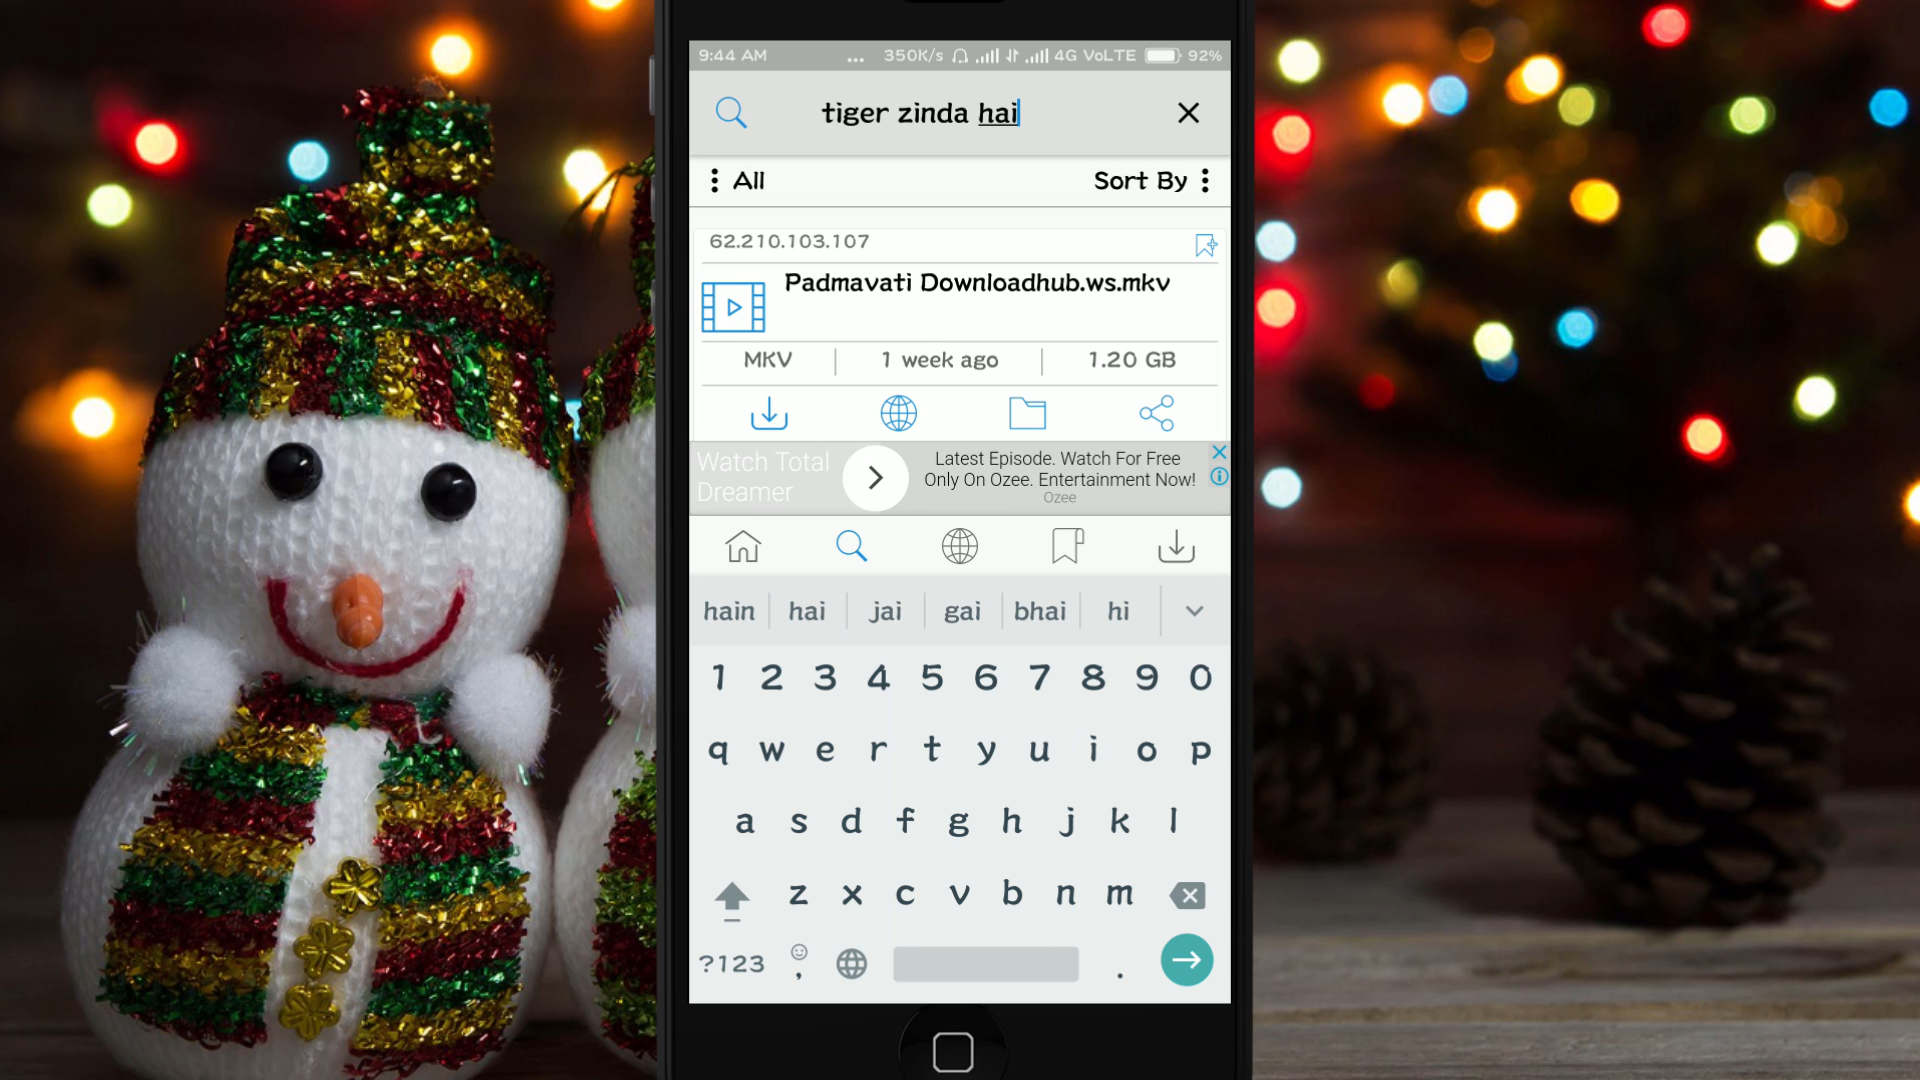 9:44 AM ... 350K/s 4G VoLTE 92%
tiger zinda hai
All Sort By
62.210.103.107
Padmavati Downloadhub.ws.mkv
MKV 1 week ago 1.20 GB
Watch Total
Dreamer
Latest Episode. Watch For Free
Only On Ozee. Entertainment Now!
Ozee
hain hai jai gai bhai hi
1 2 3 4 5 6 7 8 9 0
q w e r t y u i o p
a s d f g h j k l
z x c v b n m
?123 , .